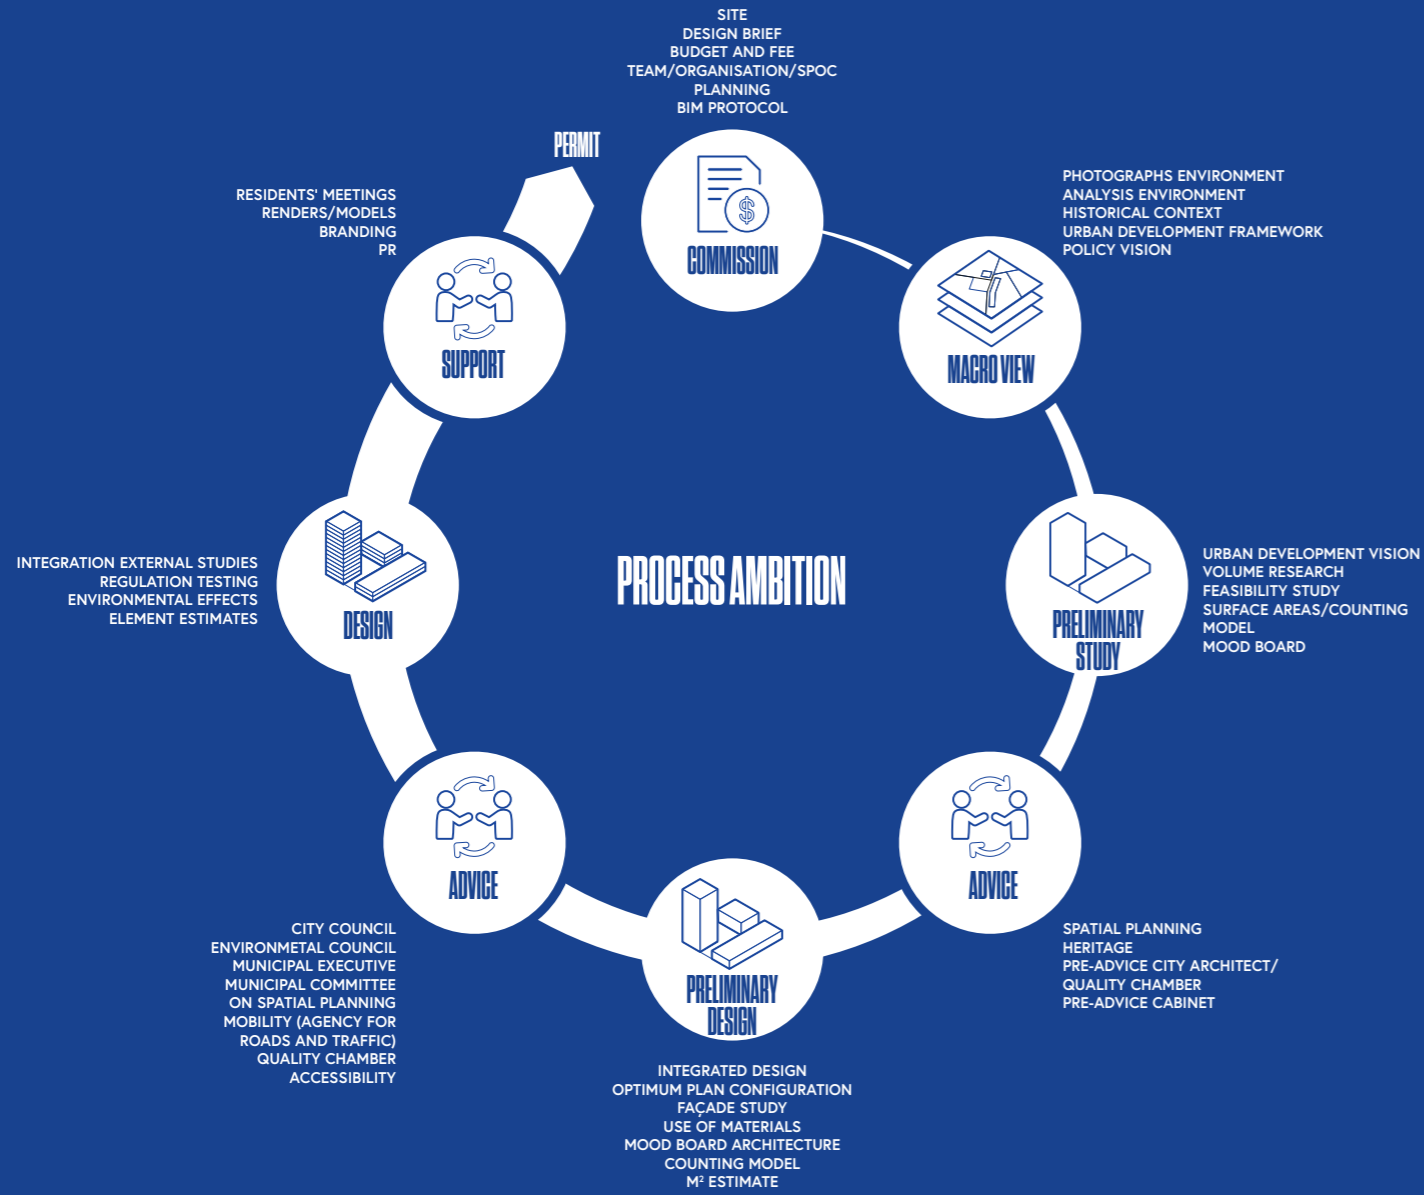 SITE
DESIGN BRIEF
BUDGET AND FEE
TEAM/ORGANISATION/SPOC
PLANNING
BIM PROTOCOL
COMMISSION
PHOTOGRAPHS ENVIRONMENT
ANALYSIS ENVIRONMENT
HISTORICAL CONTEXT
URBAN DEVELOPMENT FRAMEWORK
POLICY VISION
MACRO VIEW
URBAN DEVELOPMENT VISION
VOLUME RESEARCH
FEASIBILITY STUDY
SURFACE AREAS/COUNTING
MODEL
MOOD BOARD
PRELIMINARY
STUDY
ADVICE
SPATIAL PLANNING
HERITAGE
PRE-ADVICE CITY ARCHITECT/
QUALITY CHAMBER
PRE-ADVICE CABINET
PRELIMINARY
DESIGN
INTEGRATED DESIGN
OPTIMUM PLAN CONFIGURATION
FAÇADE STUDY
USE OF MATERIALS
MOOD BOARD ARCHITECTURE
COUNTING MODEL
M² ESTIMATE
ADVICE
CITY COUNCIL
ENVIRONMETAL COUNCIL
MUNICIPAL EXECUTIVE
MUNICIPAL COMMITTEE
ON SPATIAL PLANNING
MOBILITY (AGENCY FOR
ROADS AND TRAFFIC)
QUALITY CHAMBER
ACCESSIBILITY
DESIGN
INTEGRATION EXTERNAL STUDIES
REGULATION TESTING
ENVIRONMENTAL EFFECTS
ELEMENT ESTIMATES
SUPPORT
RESIDENTS' MEETINGS
RENDERS/MODELS
BRANDING
PR
PERMIT
PROCESS AMBITION
$